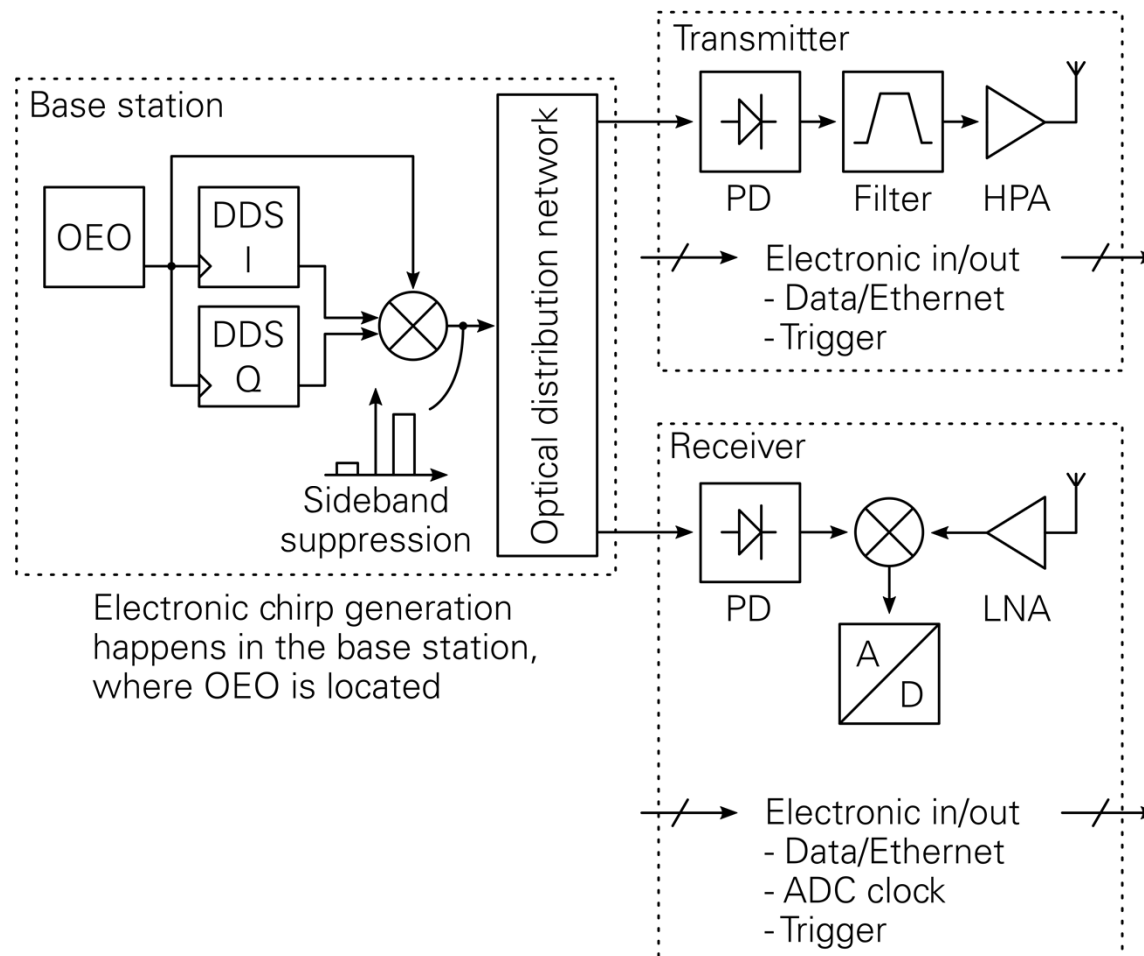 Base station
OEO
DDS
I
DDS
Q
Sideband
suppression
Optical distribution network
Electronic chirp generation
happens in the base station,
where OEO is located
Transmitter
PD
Filter
HPA
Electronic in/out
- Data/Ethernet
- Trigger
Receiver
PD
LNA
A
D
Electronic in/out
- Data/Ethernet
- ADC clock
- Trigger